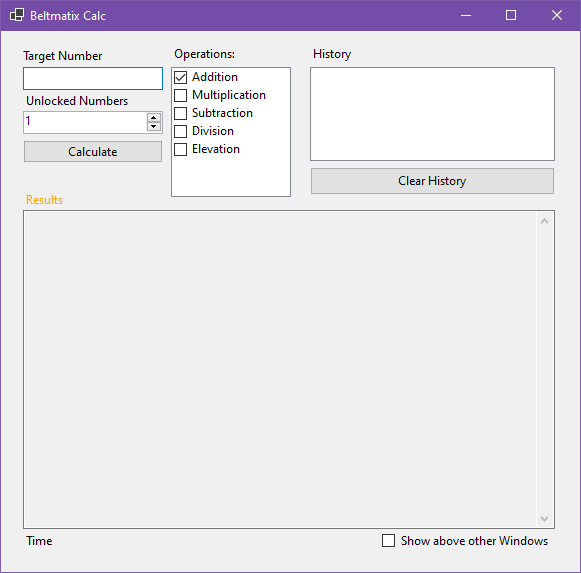 Beltmatix Calc
Target Number
Operations:
History
Addition
Multiplication
Subtraction
Division
Elevation
Unlocked Numbers
1
Calculate
Clear History
Results
Time
Show above other Windows